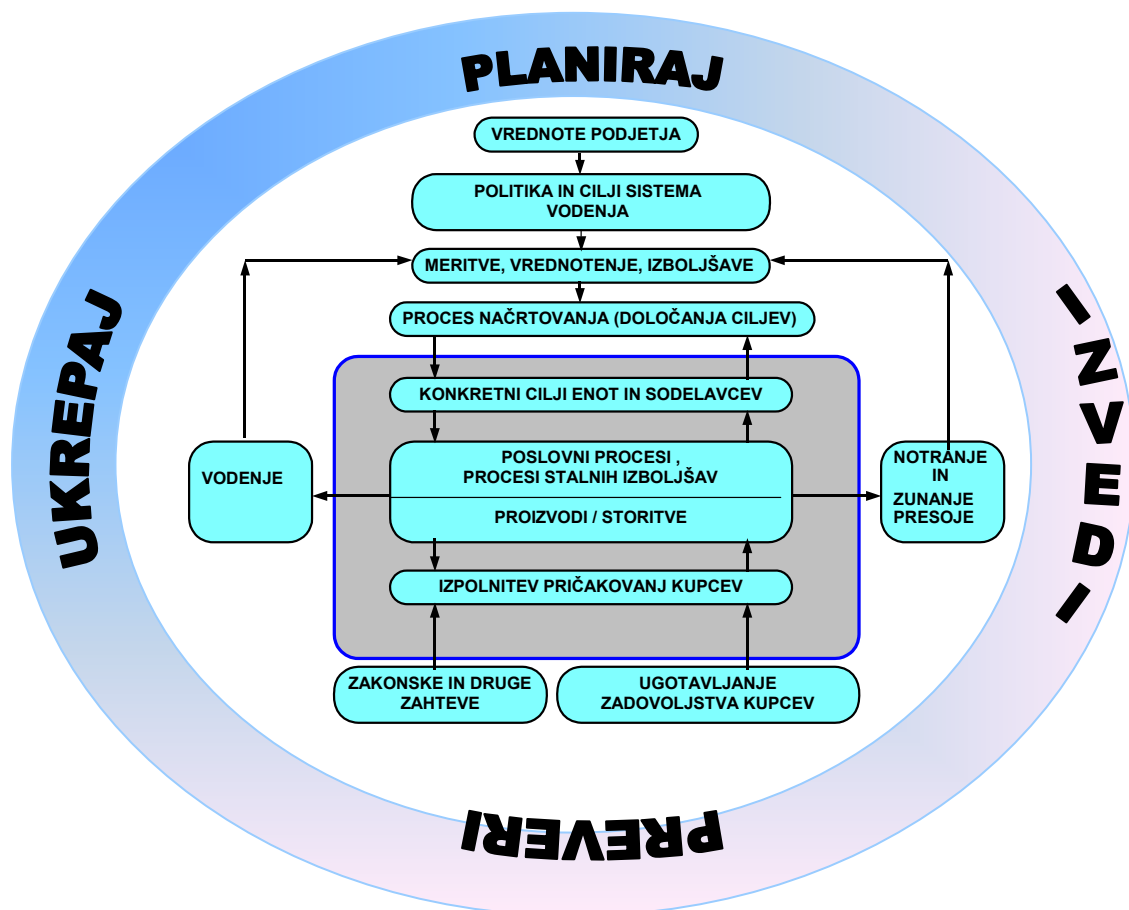 PLANIRAJ
VREDNOTE PODJETJA
POLITIKA IN CILJI SISTEMA
VODENJA
MERITVE, VREDNOTENJE, IZBOLJŠAVE
PROCES NAČRTOVANJA (DOLOČANJA CILJEV)
KONKRETNI CILJI ENOT IN SODELAVCEV
UKREPAJ
VODENJE
POSLOVNI PROCESI ,
PROCESI STALNIH IZBOLJŠAV
PROIZVODI / STORITVE
NOTRANJE
IN
ZUNANJE
PRESOJE
IZVEDI
IZPOLNITEV PRIČAKOVANJ KUPCEV
ZAKONSKE IN DRUGE
ZAHTEVE
UGOTAVLJANJE
ZADOVOLJSTVA KUPCEV
PREVERI